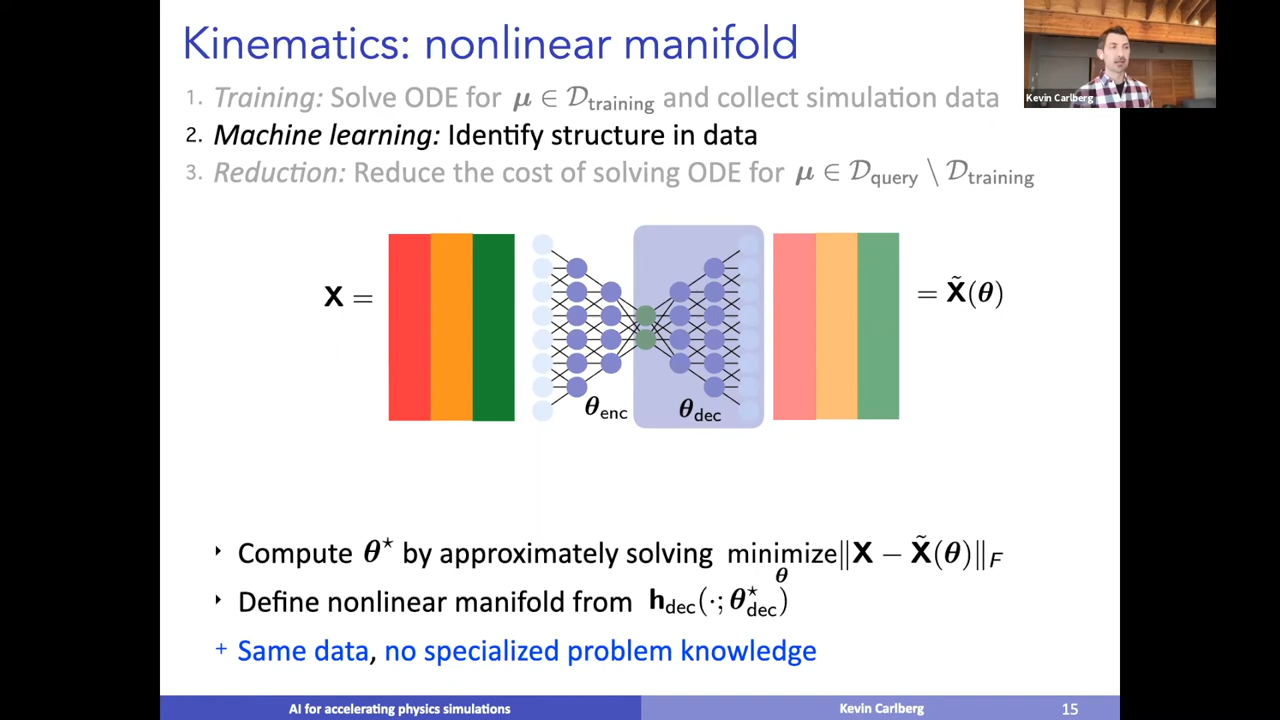 Kinematics: nonlinear manifold
Kevin Carlberg
1. Training: Solve ODE for μ ∈ 𝒟training and collect simulation data
2. Machine learning: Identify structure in data
3. Reduction: Reduce the cost of solving ODE for μ ∈ 𝒟query \ 𝒟training
X =
= X̃(θ)
θenc
θdec
‣ Compute θ⋆ by approximately solving minimize‖X − X̃(θ)‖F
θ
‣ Define nonlinear manifold from hdec(·; θ⋆dec)
+ Same data, no specialized problem knowledge
AI for accelerating physics simulations
Kevin Carlberg
15